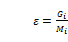 ε = G_i / M_i